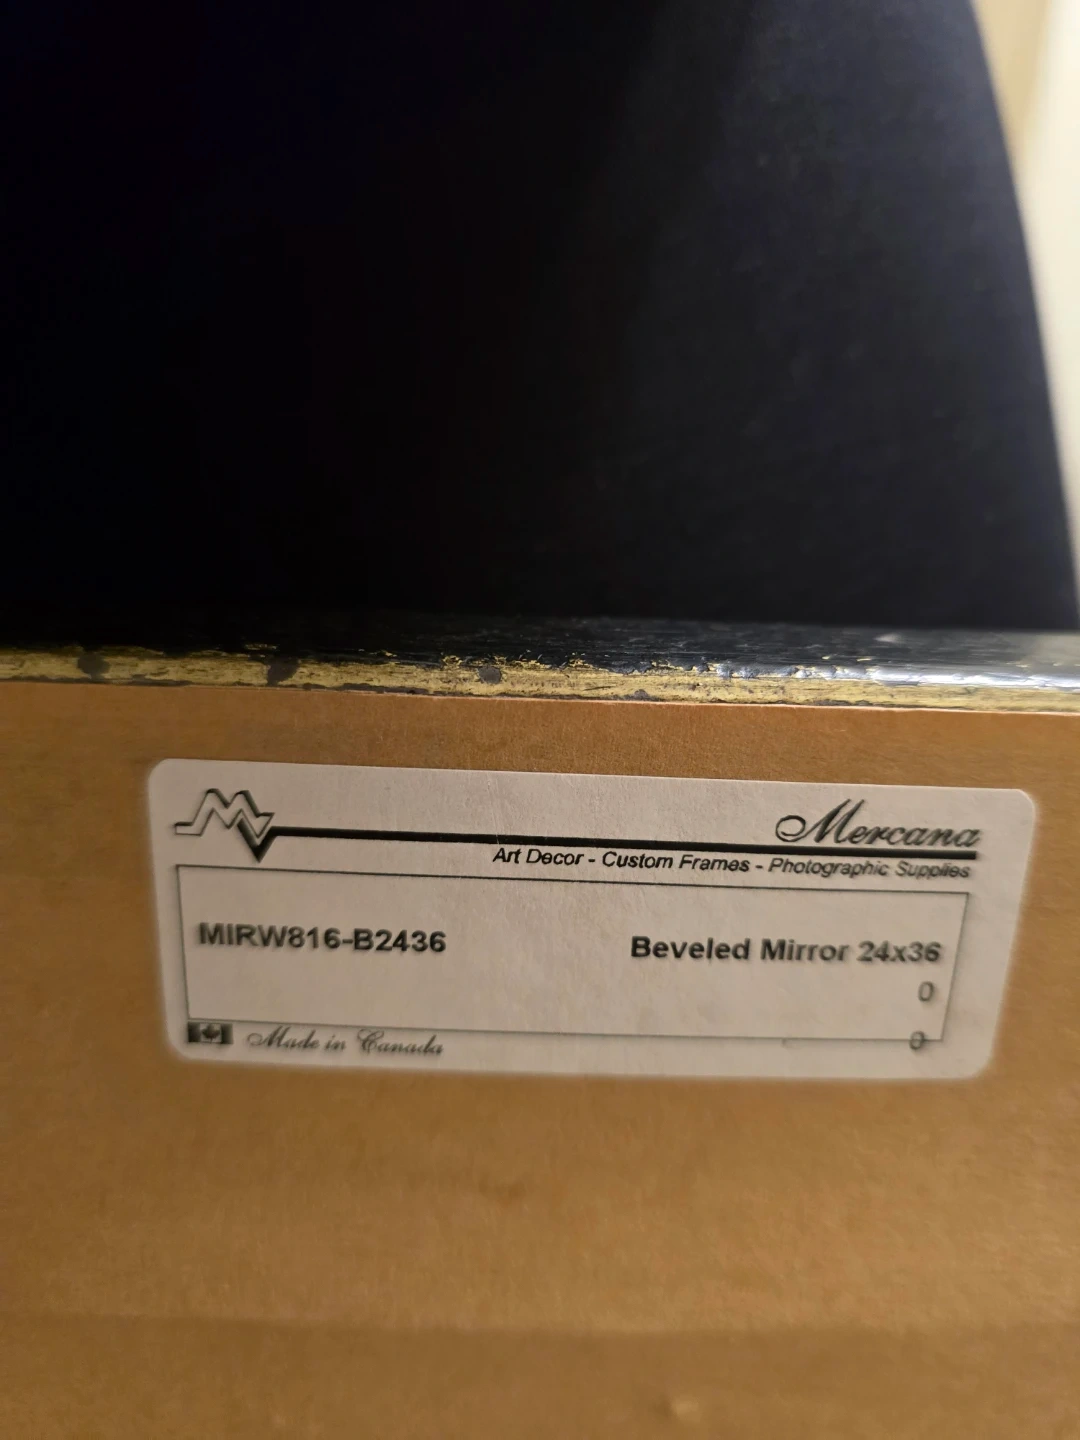 Mercana
Art Decor - Custom Frames - Photographic Supplies
MIRW816-B2436
Beveled Mirror 24x36
0
0
Made in Canada